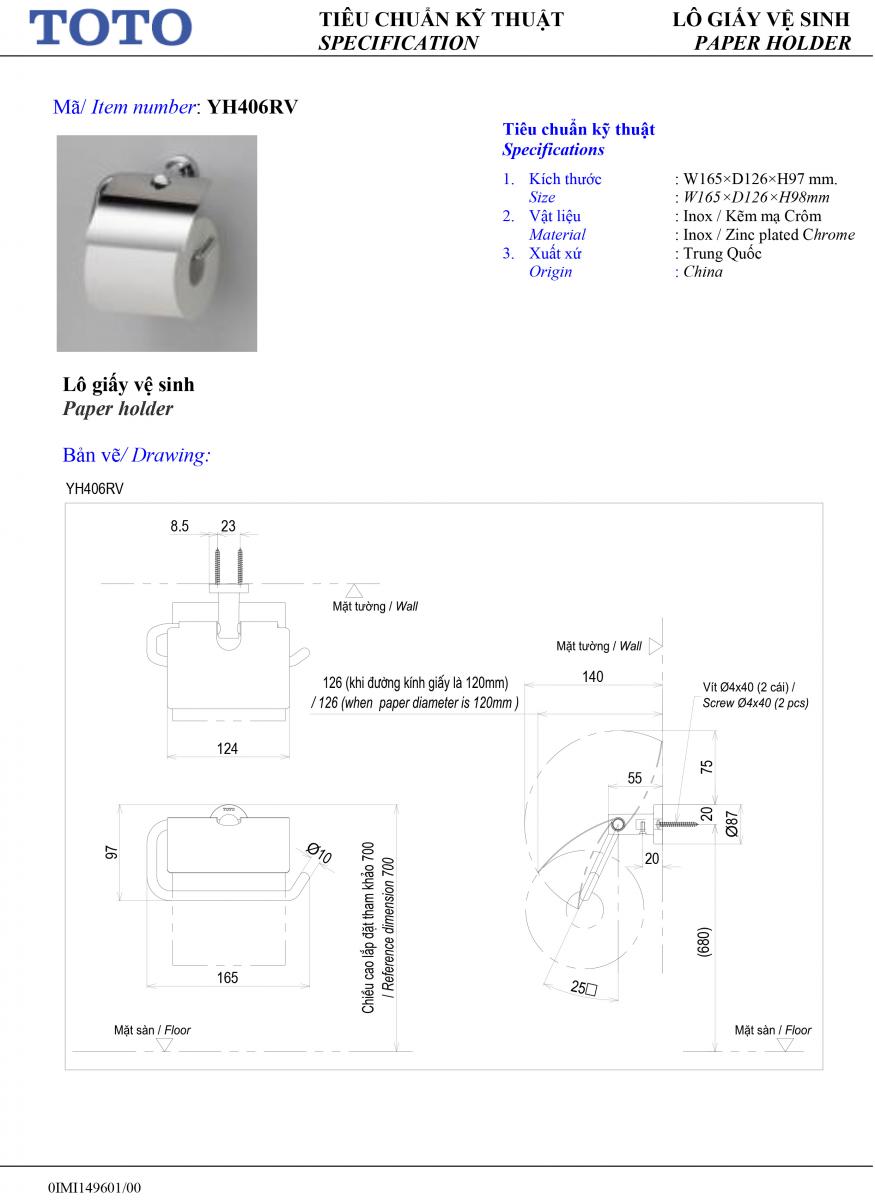 TOTO
TIÊU CHUẨN KỸ THUẬT
SPECIFICATION
LÔ GIẤY VỆ SINH
PAPER HOLDER
Mã/ Item number: YH406RV
Tiêu chuẩn kỹ thuật
Specifications
1. Kích thước : W165×D126×H97 mm.
Size : W165×D126×H98mm
2. Vật liệu : Inox / Kẽm mạ Crôm
Material : Inox / Zinc plated Chrome
3. Xuất xứ : Trung Quốc
Origin : China
Lô giấy vệ sinh
Paper holder
Bản vẽ/ Drawing:
YH406RV
8.5 23
Mặt tường / Wall
Mặt tường / Wall
126 (khi đường kính giấy là 120mm)
/ 126 (when paper diameter is 120mm )
140
Vít Ø4x40 (2 cái) /
Screw Ø4x40 (2 pcs)
124
55
75
20
Ø87
TOTO
97
Ø10
20
Chiều cao lắp đặt tham khảo 700
/ Reference dimension 700
(680)
165
25□
Mặt sàn / Floor
Mặt sàn / Floor
0IMI149601/00